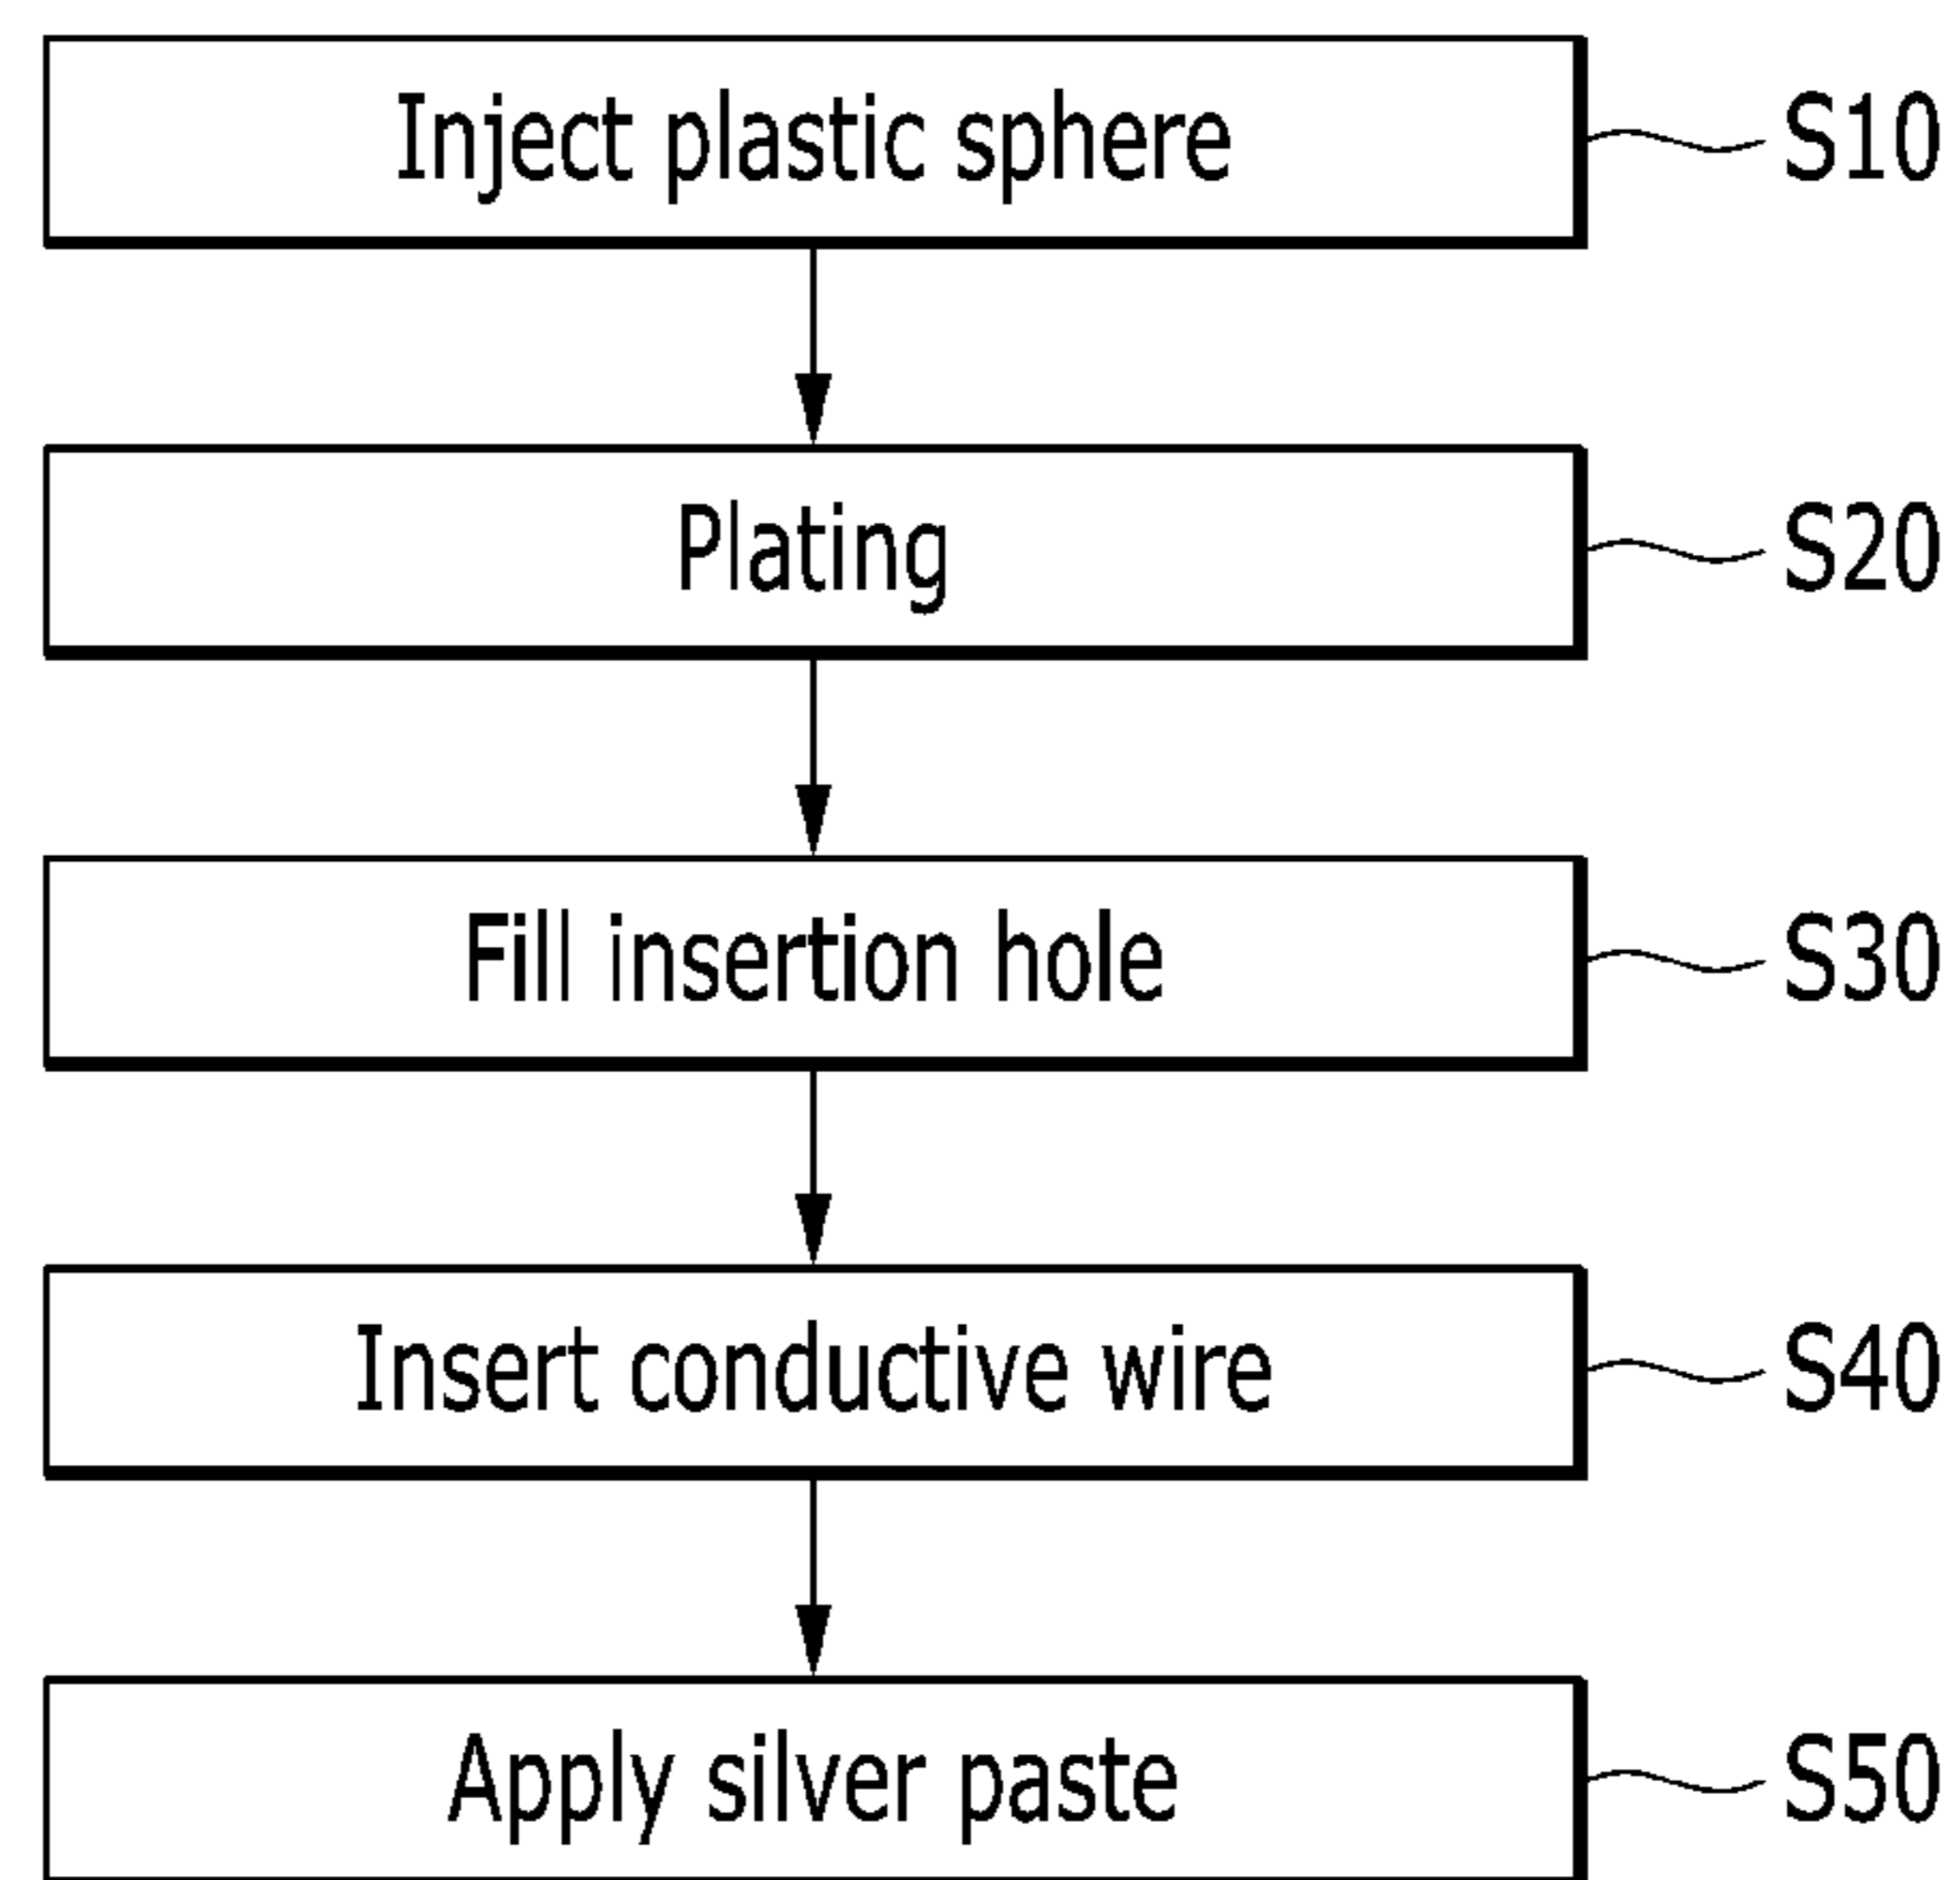 Inject plastic sphere S10
Plating S20
Fill insertion hole S30
Insert conductive wire S40
Apply silver paste S50